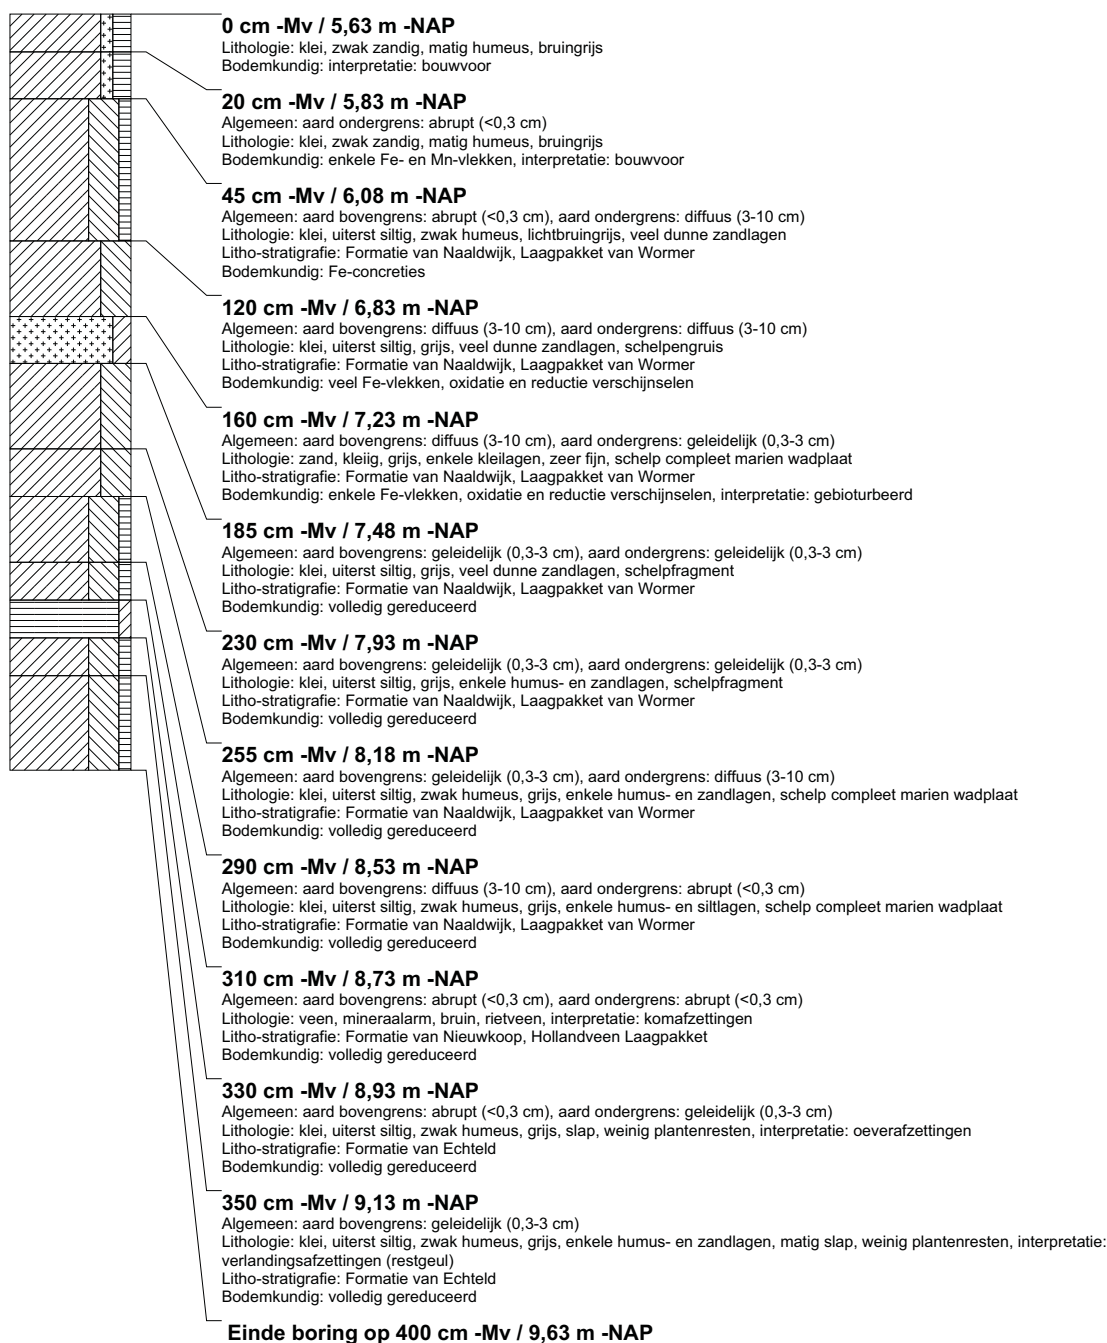 0 cm -Mv / 5,63 m -NAP
Lithologie: klei, zwak zandig, matig humeus, bruingrijs
Bodemkundig: interpretatie: bouwvoor
20 cm -Mv / 5,83 m -NAP
Algemeen: aard ondergrens: abrupt (<0,3 cm)
Lithologie: klei, zwak zandig, matig humeus, bruingrijs
Bodemkundig: enkele Fe- en Mn-vlekken, interpretatie: bouwvoor
45 cm -Mv / 6,08 m -NAP
Algemeen: aard bovengrens: abrupt (<0,3 cm), aard ondergrens: diffuus (3-10 cm)
Lithologie: klei, uiterst siltig, zwak humeus, lichtbruingrijs, veel dunne zandlagen
Litho-stratigrafie: Formatie van Naaldwijk, Laagpakket van Wormer
Bodemkundig: Fe-concreties
120 cm -Mv / 6,83 m -NAP
Algemeen: aard bovengrens: diffuus (3-10 cm), aard ondergrens: diffuus (3-10 cm)
Lithologie: klei, uiterst siltig, grijs, veel dunne zandlagen, schelpengruis
Litho-stratigrafie: Formatie van Naaldwijk, Laagpakket van Wormer
Bodemkundig: veel Fe-vlekken, oxidatie en reductie verschijnselen
160 cm -Mv / 7,23 m -NAP
Algemeen: aard bovengrens: diffuus (3-10 cm), aard ondergrens: geleidelijk (0,3-3 cm)
Lithologie: zand, kleiig, grijs, enkele kleilagen, zeer fijn, schelp compleet marien wadplaat
Litho-stratigrafie: Formatie van Naaldwijk, Laagpakket van Wormer
Bodemkundig: enkele Fe-vlekken, oxidatie en reductie verschijnselen, interpretatie: gebioturbeerd
185 cm -Mv / 7,48 m -NAP
Algemeen: aard bovengrens: geleidelijk (0,3-3 cm), aard ondergrens: geleidelijk (0,3-3 cm)
Lithologie: klei, uiterst siltig, grijs, veel dunne zandlagen, schelpfragment
Litho-stratigrafie: Formatie van Naaldwijk, Laagpakket van Wormer
Bodemkundig: volledig gereduceerd
230 cm -Mv / 7,93 m -NAP
Algemeen: aard bovengrens: geleidelijk (0,3-3 cm), aard ondergrens: geleidelijk (0,3-3 cm)
Lithologie: klei, uiterst siltig, grijs, enkele humus- en zandlagen, schelpfragment
Litho-stratigrafie: Formatie van Naaldwijk, Laagpakket van Wormer
Bodemkundig: volledig gereduceerd
255 cm -Mv / 8,18 m -NAP
Algemeen: aard bovengrens: geleidelijk (0,3-3 cm), aard ondergrens: diffuus (3-10 cm)
Lithologie: klei, uiterst siltig, zwak humeus, grijs, enkele humus- en zandlagen, schelp compleet marien wadplaat
Litho-stratigrafie: Formatie van Naaldwijk, Laagpakket van Wormer
Bodemkundig: volledig gereduceerd
290 cm -Mv / 8,53 m -NAP
Algemeen: aard bovengrens: diffuus (3-10 cm), aard ondergrens: abrupt (<0,3 cm)
Lithologie: klei, uiterst siltig, zwak humeus, grijs, enkele humus- en siltlagen, schelp compleet marien wadplaat
Litho-stratigrafie: Formatie van Naaldwijk, Laagpakket van Wormer
Bodemkundig: volledig gereduceerd
310 cm -Mv / 8,73 m -NAP
Algemeen: aard bovengrens: abrupt (<0,3 cm), aard ondergrens: abrupt (<0,3 cm)
Lithologie: veen, mineraalarm, bruin, rietveen, interpretatie: komafzettingen
Litho-stratigrafie: Formatie van Nieuwkoop, Hollandveen Laagpakket
Bodemkundig: volledig gereduceerd
330 cm -Mv / 8,93 m -NAP
Algemeen: aard bovengrens: abrupt (<0,3 cm), aard ondergrens: geleidelijk (0,3-3 cm)
Lithologie: klei, uiterst siltig, zwak humeus, grijs, slap, weinig plantenresten, interpretatie: oeverafzettingen
Litho-stratigrafie: Formatie van Echteld
Bodemkundig: volledig gereduceerd
350 cm -Mv / 9,13 m -NAP
Algemeen: aard bovengrens: geleidelijk (0,3-3 cm)
Lithologie: klei, uiterst siltig, zwak humeus, grijs, enkele humus- en zandlagen, matig slap, weinig plantenresten, interpretatie:
verlandingsafzettingen (restgeul)
Litho-stratigrafie: Formatie van Echteld
Bodemkundig: volledig gereduceerd
Einde boring op 400 cm -Mv / 9,63 m -NAP